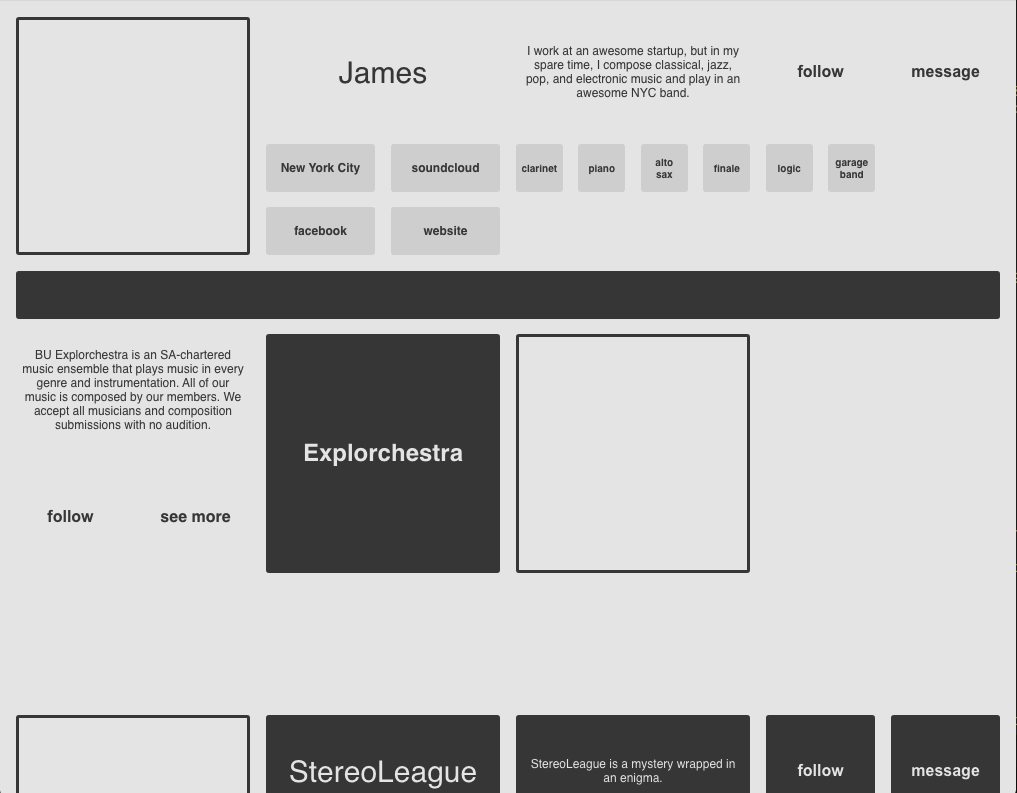 James
I work at an awesome startup, but in my
spare time, I compose classical, jazz,
pop, and electronic music and play in an
awesome NYC band.
follow
message
New York City
soundcloud
clarinet
piano
alto
sax
finale
logic
garage
band
facebook
website
BU Explorchestra is an SA-chartered
music ensemble that plays music in every
genre and instrumentation. All of our
music is composed by our members. We
accept all musicians and composition
submissions with no audition.
follow
see more
Explorchestra
StereoLeague
StereoLeague is a mystery wrapped in
an enigma.
follow
message